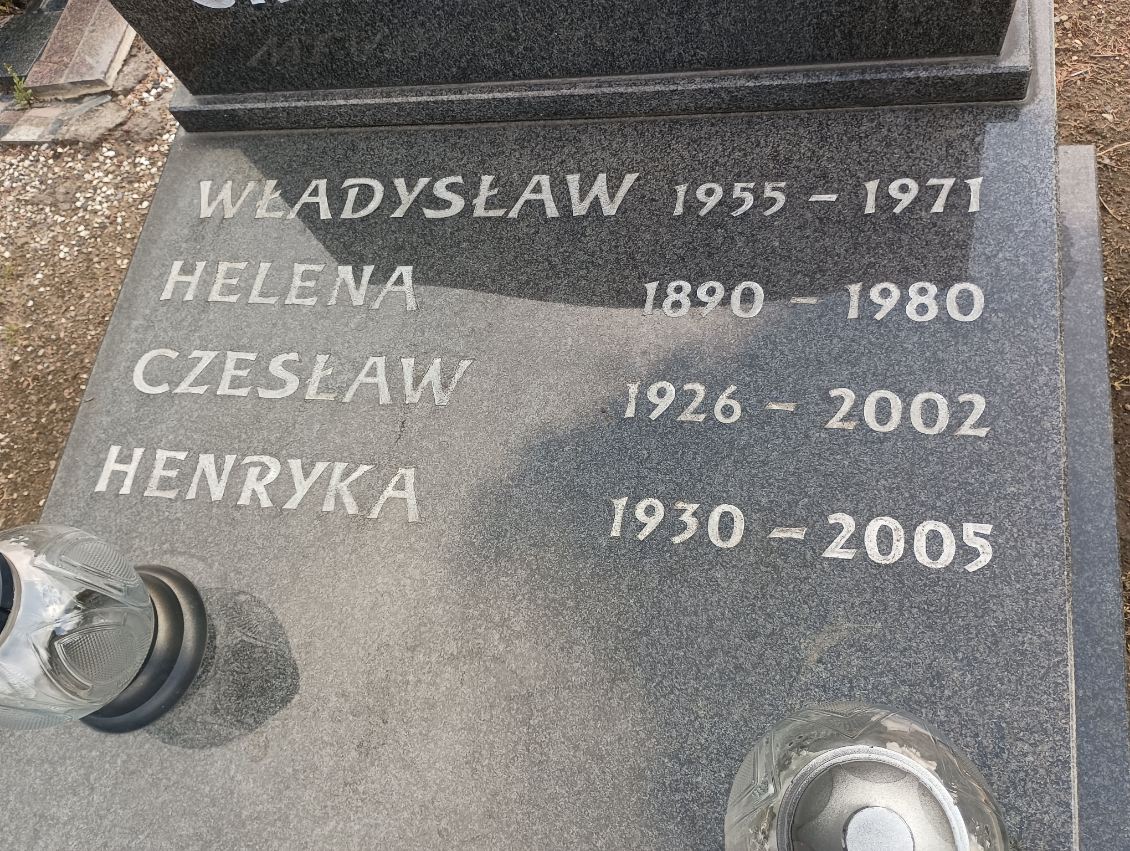 WŁADYSŁAW 1955 – 1971
HELENA 1890 – 1980
CZESŁAW 1926 – 2002
HENRYKA 1930 – 2005